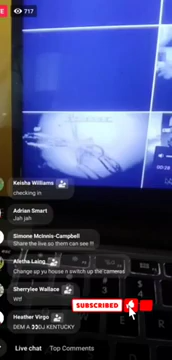 717
Keisha Williams
checking in
Adrian Smart
Jah jah
Simone McInnis-Campbell
Share the live so them can see !!!
Aletha Laing
Change up you house n switch up the cameras
Sherrylee Wallace
Wtf
SUBSCRIBED
Heather Virgo
DEM A
KENTUCKY
Live chat
Top Comments